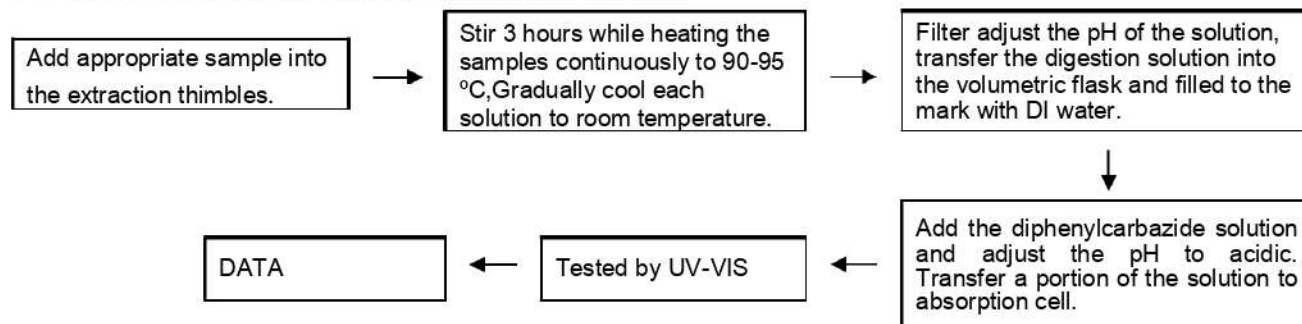 Add appropriate sample into
the extraction thimbles.
Stir 3 hours while heating the
samples continuously to 90-95
ºC,Gradually cool each
solution to room temperature.
Filter adjust the pH of the solution,
transfer the digestion solution into
the volumetric flask and filled to the
mark with DI water.
Add the diphenylcarbazide solution
and adjust the pH to acidic.
Transfer a portion of the solution to
absorption cell.
Tested by UV-VIS
DATA